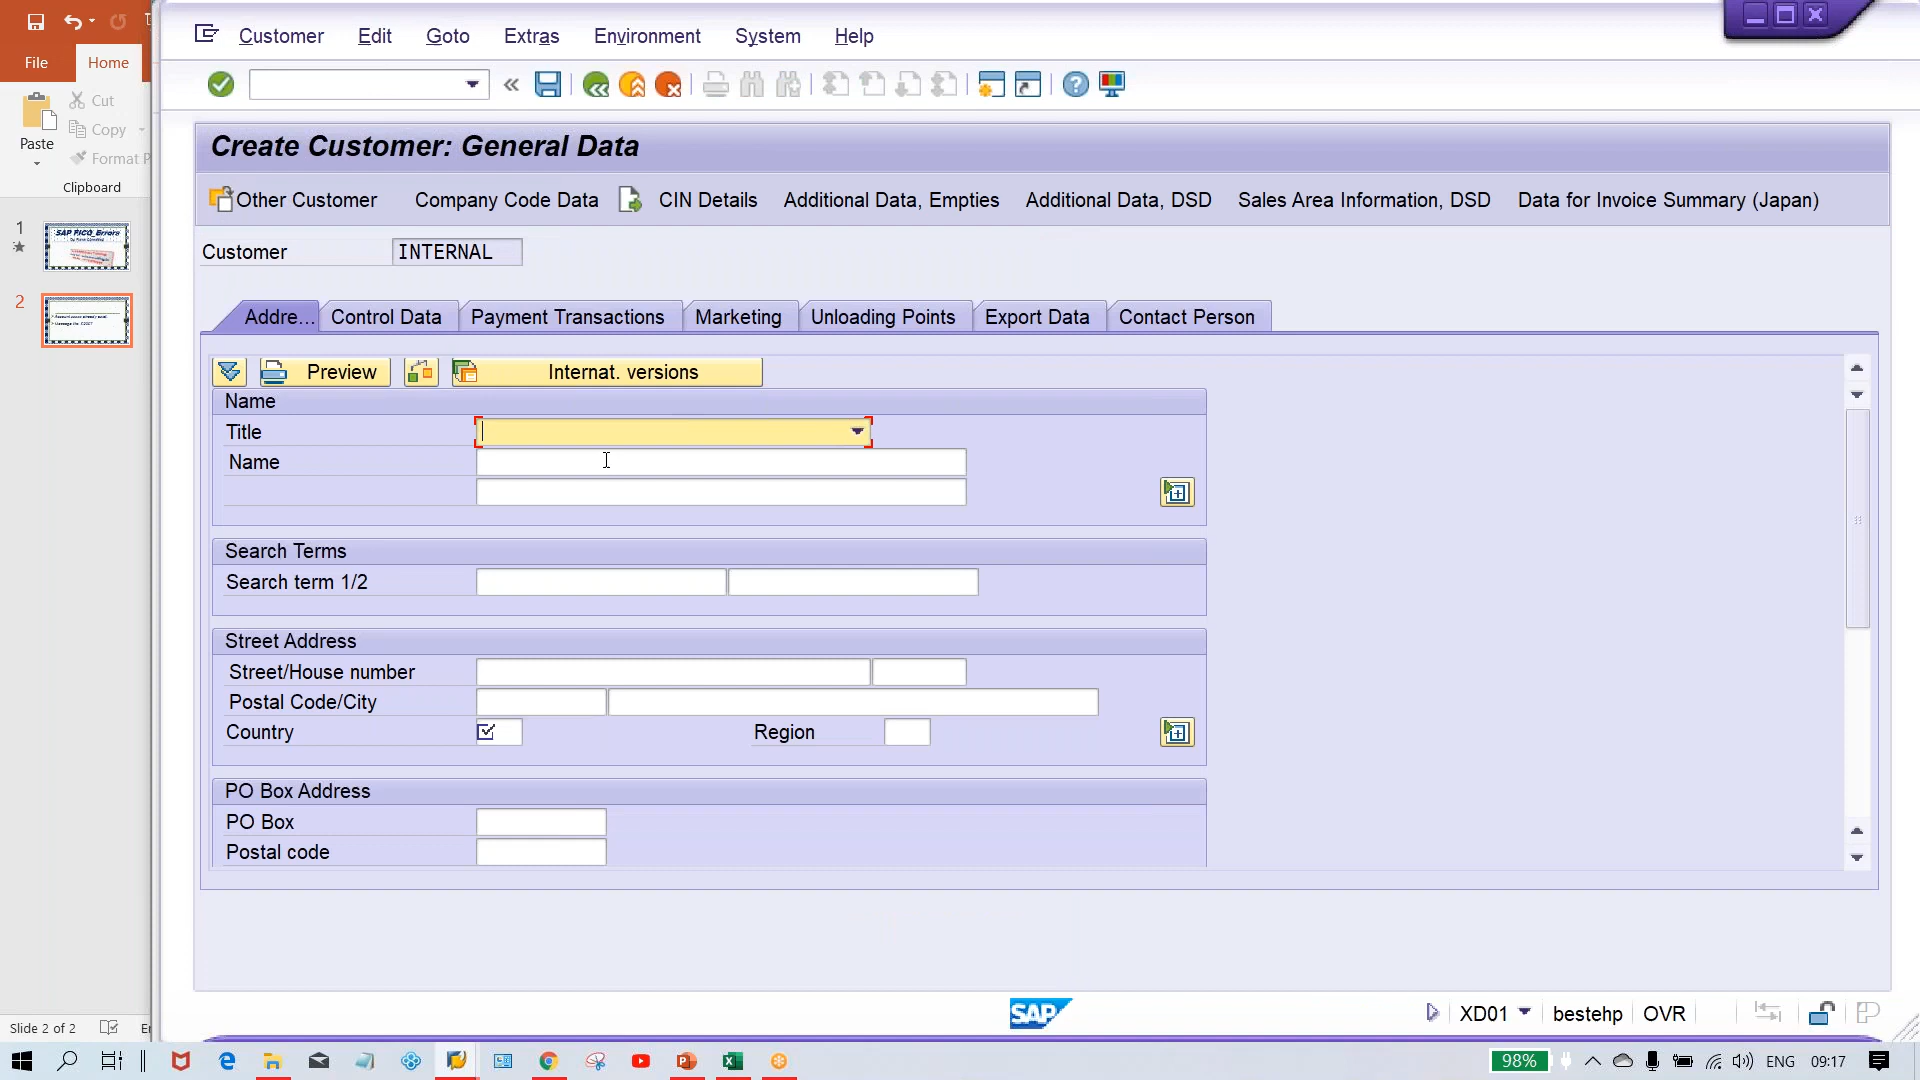 File
Home
Cut
Copy
Format P
Paste
Clipboard
1
2
SAP FICO_Errors
Slide 2 of 2
Customer Edit Goto Extras Environment System Help
Create Customer: General Data
Other Customer Company Code Data CIN Details Additional Data, Empties Additional Data, DSD Sales Area Information, DSD Data for Invoice Summary (Japan)
Customer INTERNAL
Addre... Control Data Payment Transactions Marketing Unloading Points Export Data Contact Person
Preview Internat. versions
Name
Title
Name
Search Terms
Search term 1/2
Street Address
Street/House number
Postal Code/City
Country Region
PO Box Address
PO Box
Postal code
SAP XD01 bestehp OVR
98% ENG 09:17